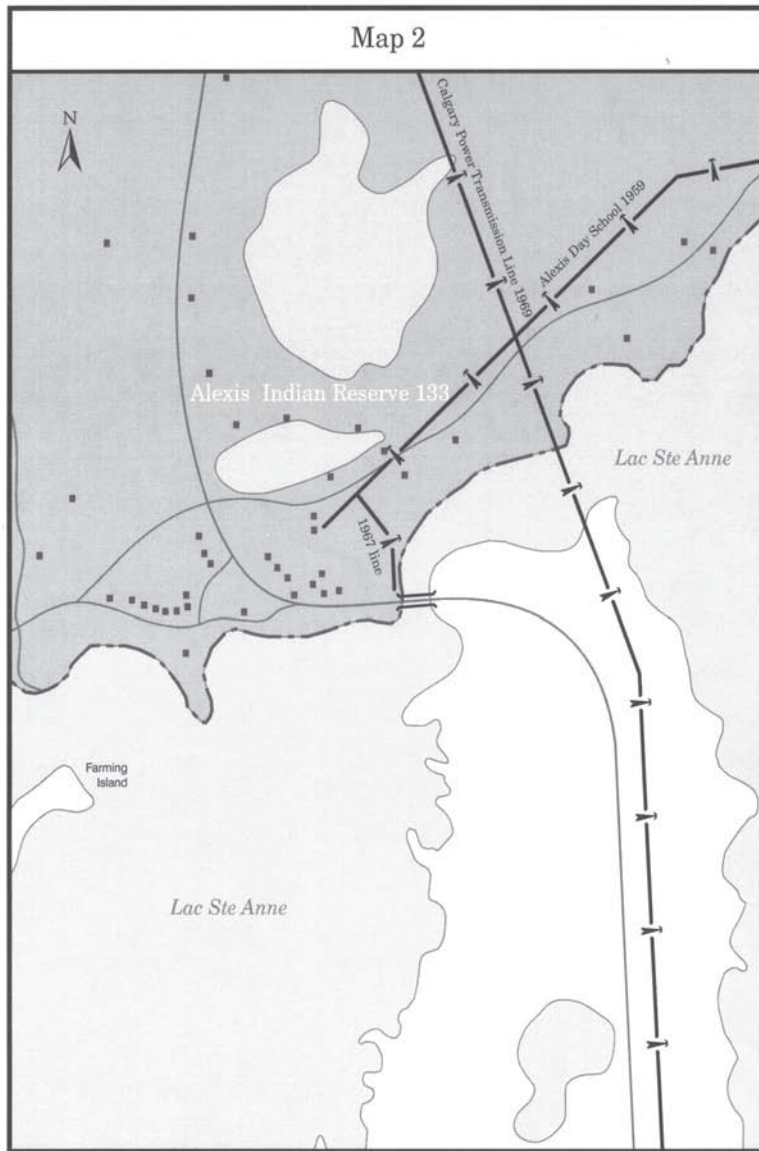 Map 2
N
Calgary Power Transmission Line 1969
Alexis Day School 1959
Alexis Indian Reserve 133
Lac Ste Anne
1967 line
Farming
Island
Lac Ste Anne